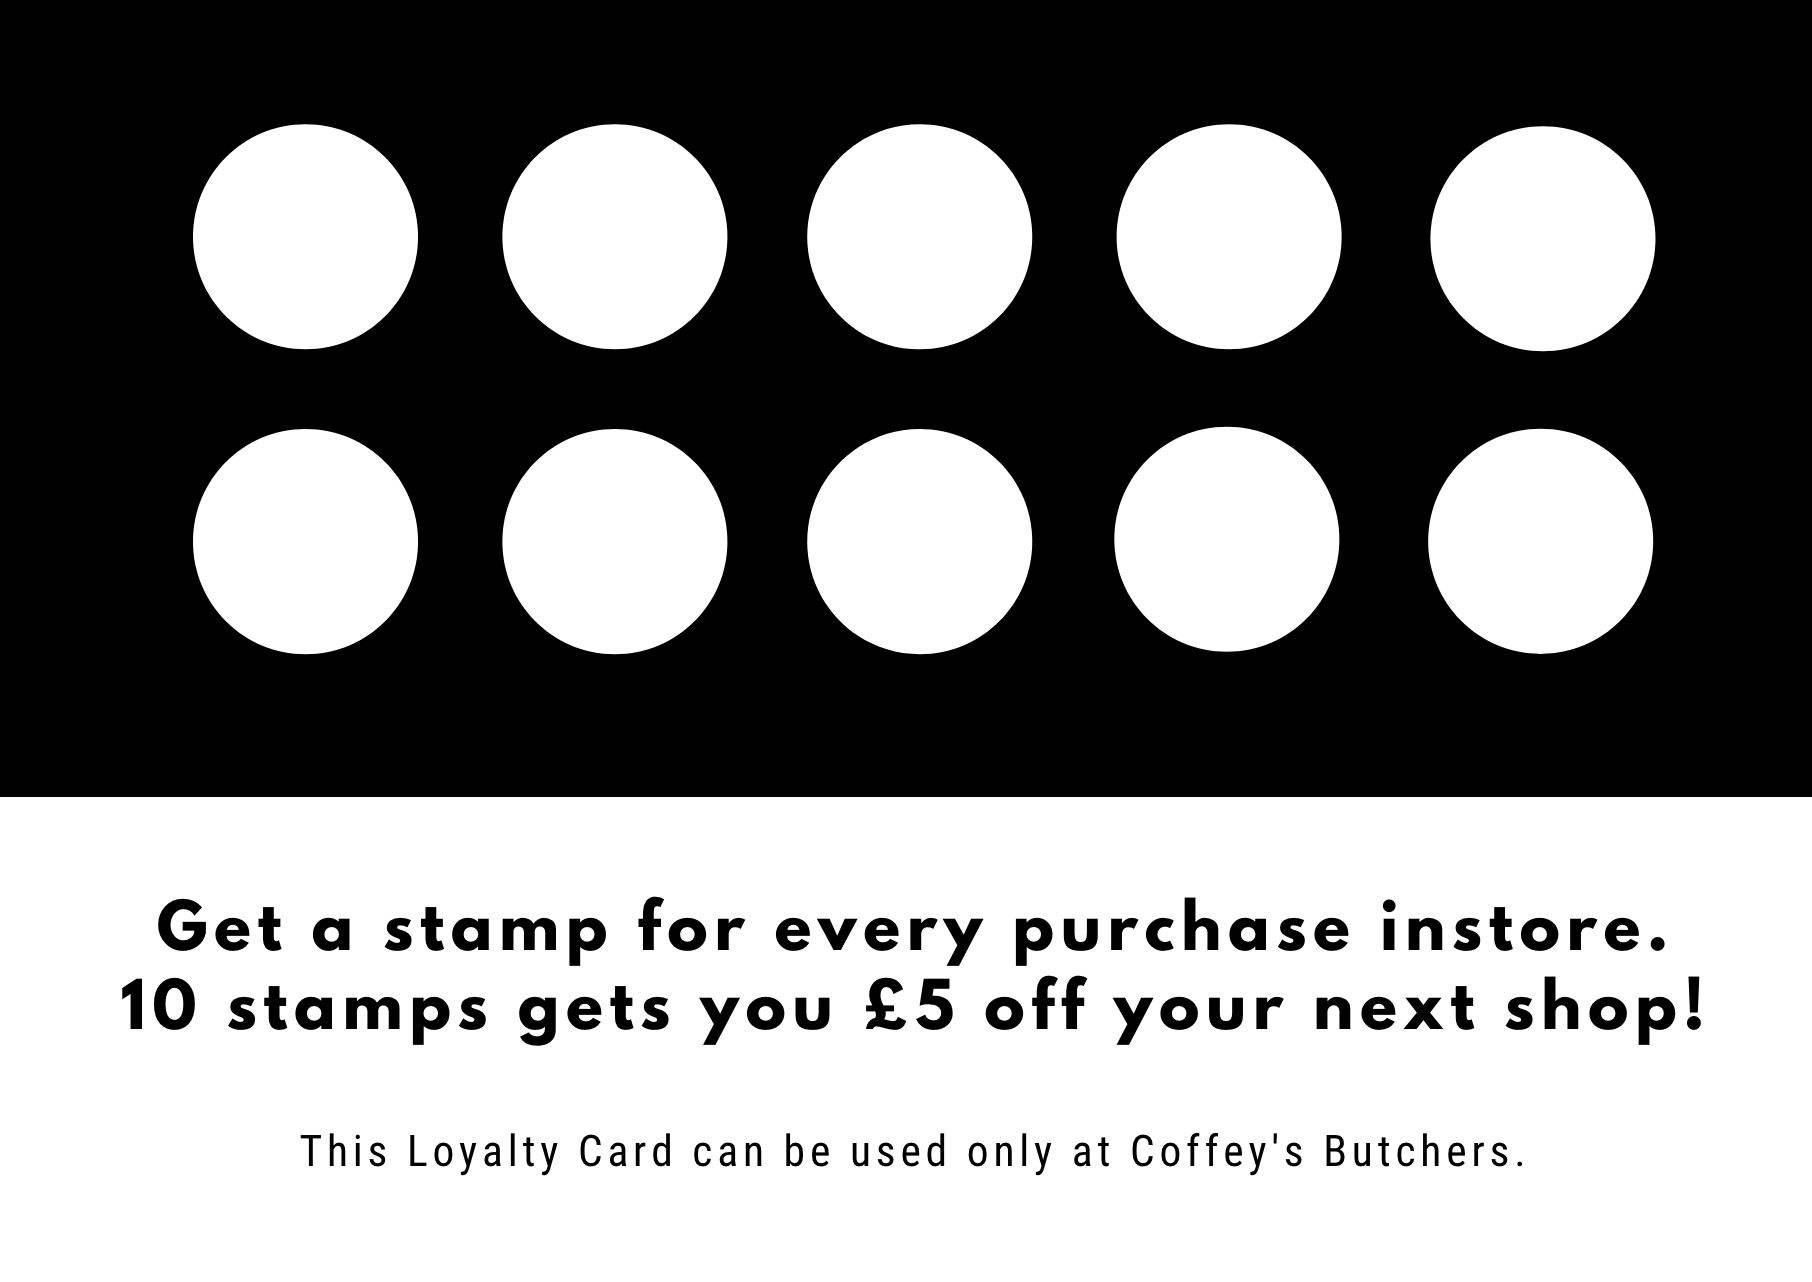 Get a stamp for every purchase instore.
10 stamps gets you £5 off your next shop!
This Loyalty Card can be used only at Coffey's Butchers.